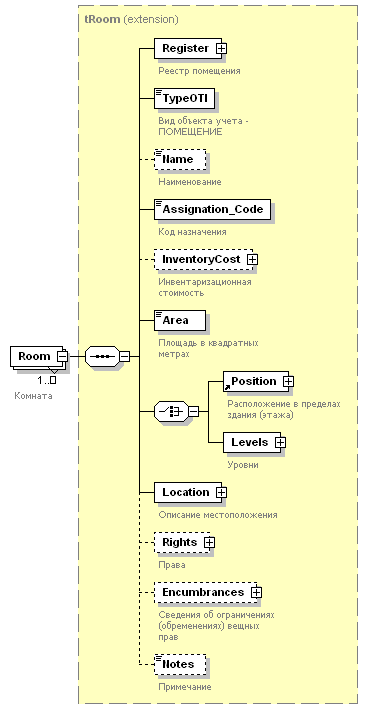 tRoom (extension)
Register
Реестр помещения
TypeOTI
Вид объекта учета -
ПОМЕЩЕНИЕ
Name
Наименование
Assignation_Code
Код назначения
InventoryCost
Инвентаризационная
стоимость
Area
Площадь в квадратных
метрах
Room
1..
Комната
Position
Расположение в пределах
здания (этажа)
Levels
Уровни
Location
Описание местоположения
Rights
Права
Encumbrances
Сведения об ограничениях
(обременениях) вещных
прав
Notes
Примечание